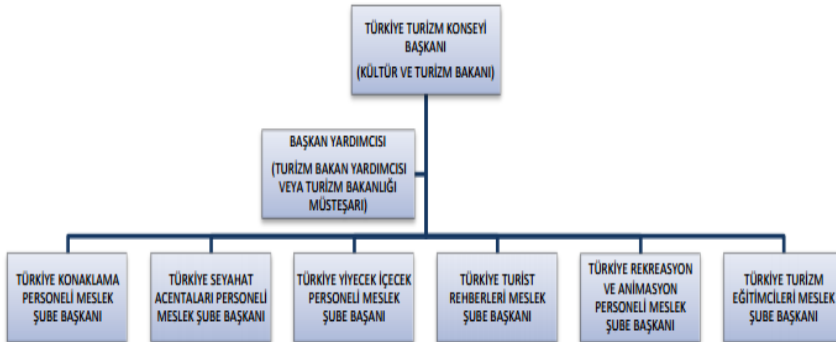 TÜRKİYE TURİZM KONSEYİ
BAŞKANI
(KÜLTÜR VE TURİZM BAKANI)
BAŞKAN YARDIMCISI
(TURİZM BAKAN YARDIMCISI
VEYA TURİZM BAKANLIĞI
MÜSTEŞARI)
TÜRKİYE KONAKLAMA
PERSONELİ MESLEK
ŞUBE BAŞKANI
TÜRKİYE SEYAHAT
ACENTALARI PERSONELİ
MESLEK ŞUBE BAŞKANI
TÜRKİYE YİYECEK İÇECEK
PERSONELİ MESLEK
ŞUBE BAŞANI
TÜRKİYE TURİST
REHBERLERİ MESLEK
ŞUBE BAŞKANI
TÜRKİYE REKREASYON
VE ANİMASYON
PERSONELİ MESLEK
ŞUBE BAŞKANI
TÜRKİYE TURİZM
EĞİTİMCİLERİ MESLEK
ŞUBE BAŞKANI